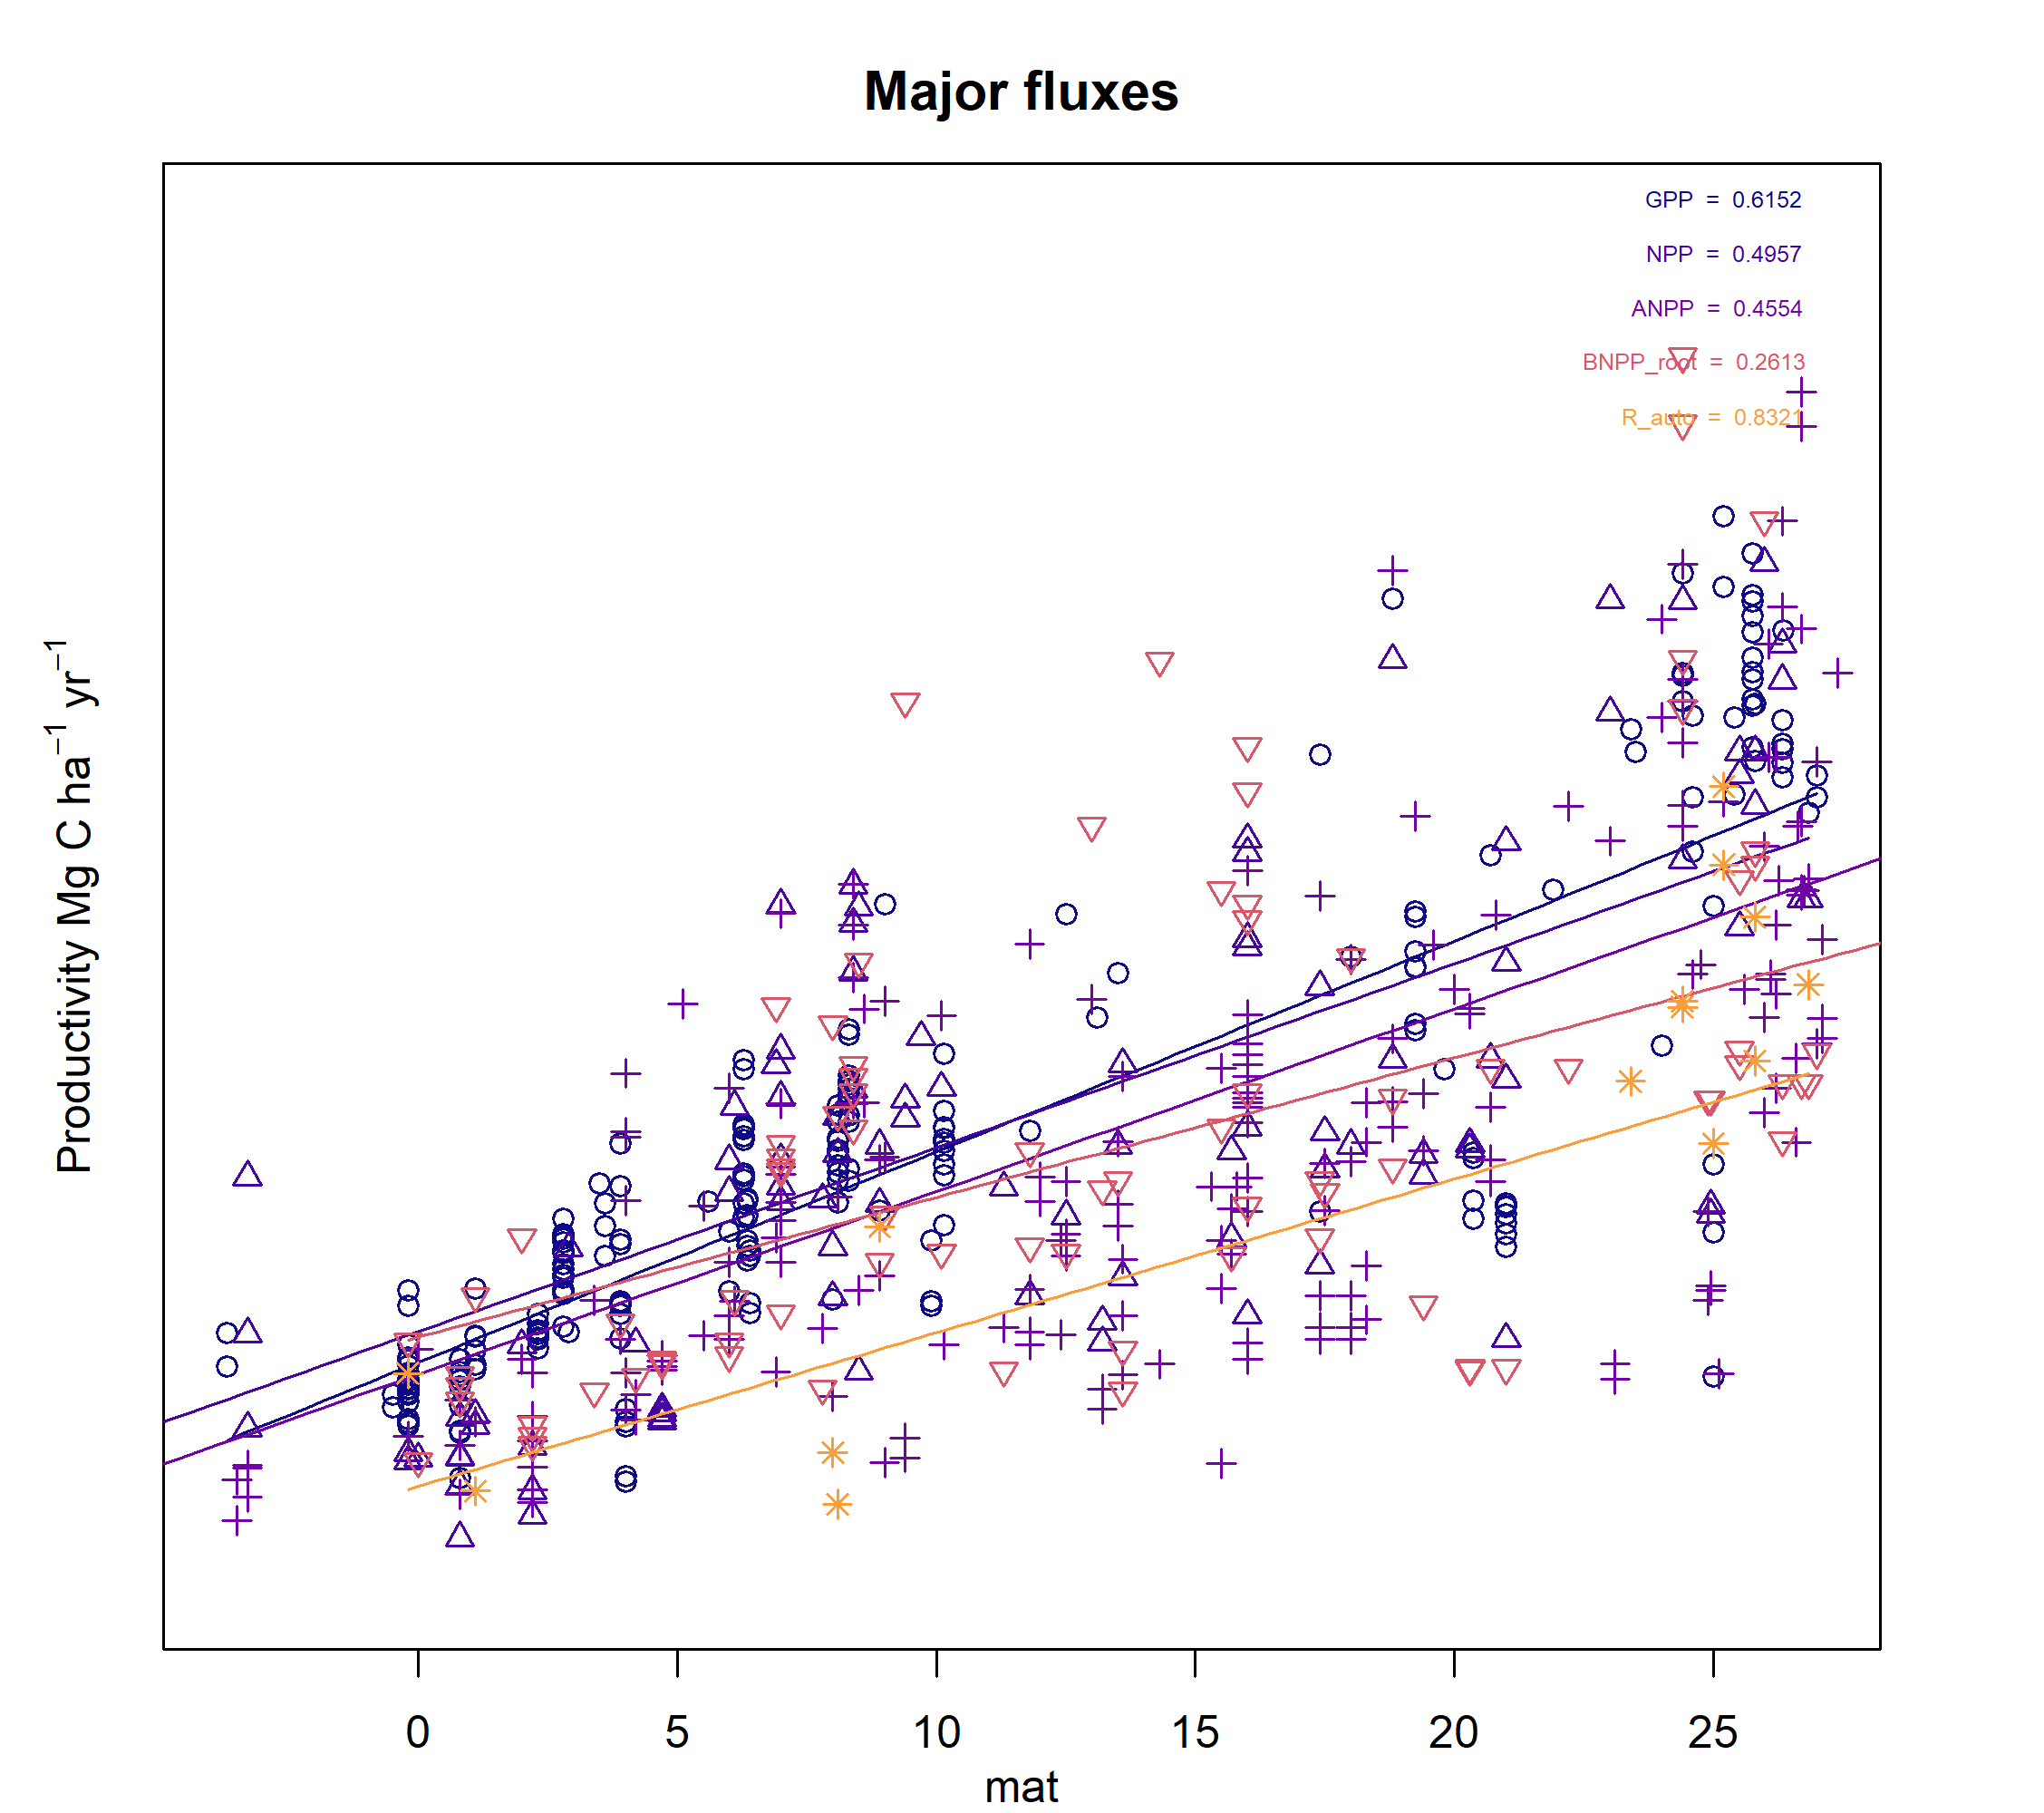 Major fluxes
GPP = 0.6152
NPP = 0.4957
ANPP = 0.4554
BNPP_root = 0.2613
R_auto = 0.8321
Productivity Mg C ha⁻¹ yr⁻¹
0 5 10 15 20 25
mat